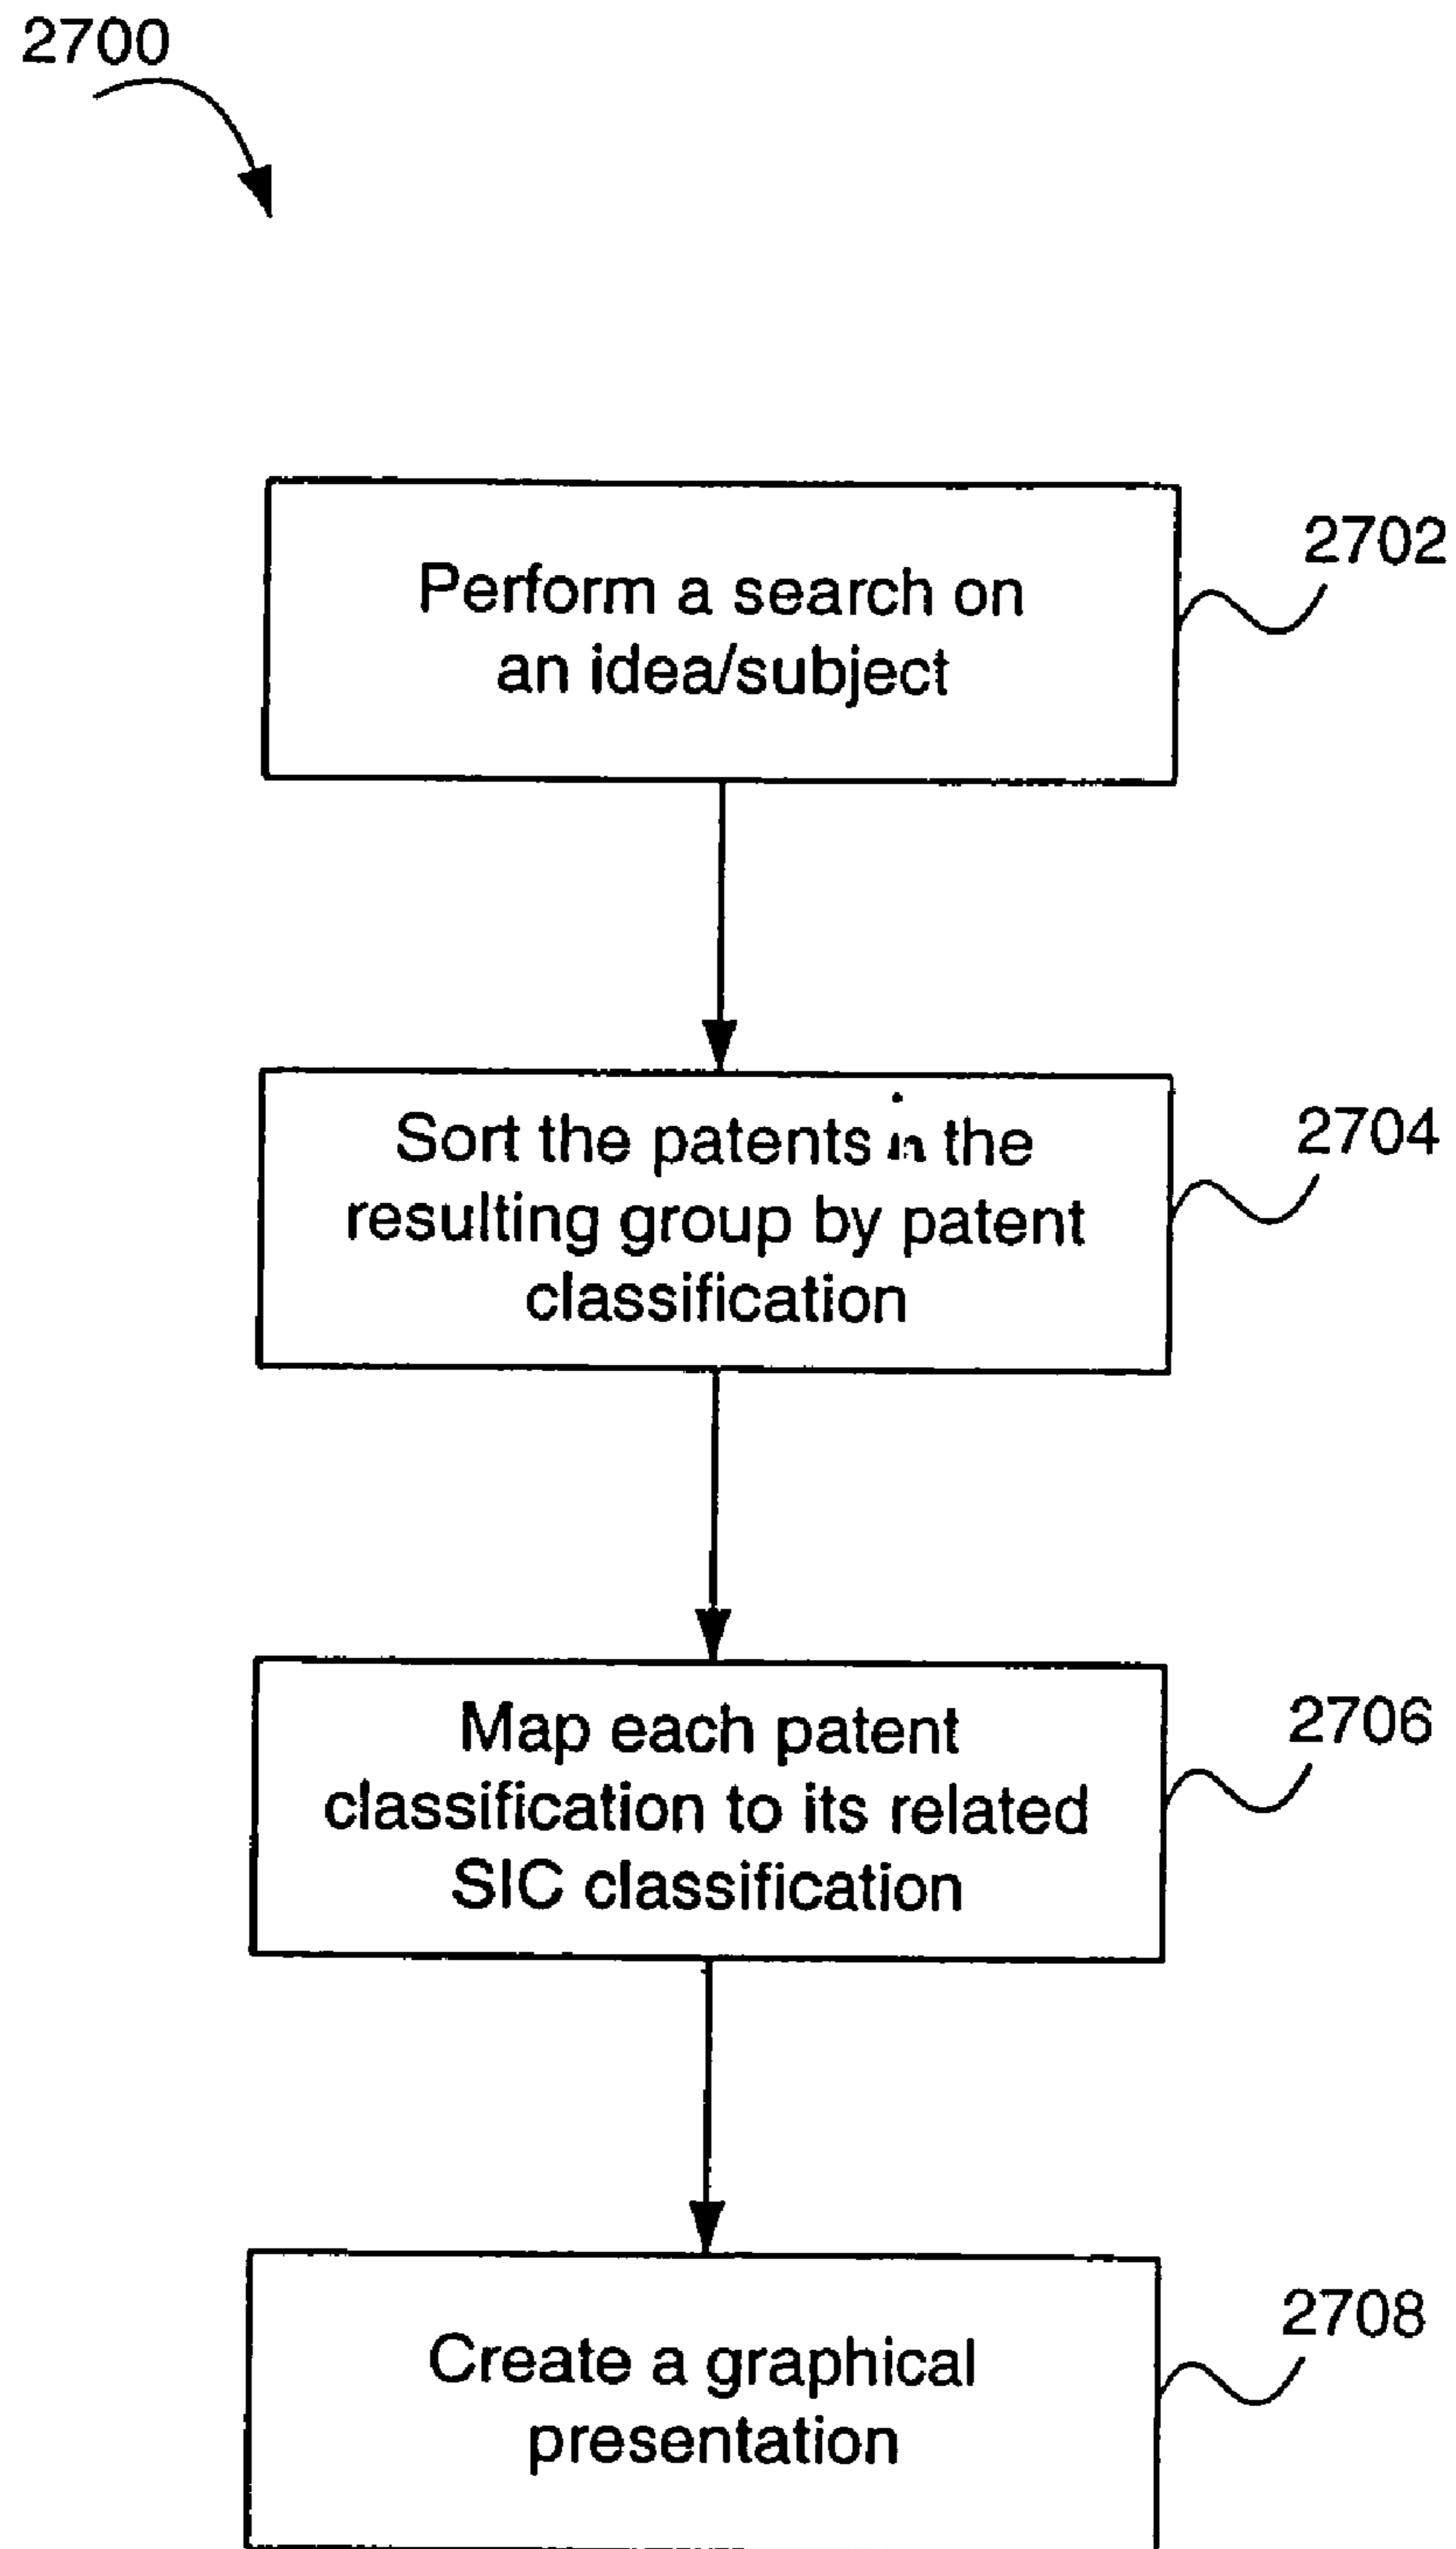 2700
Perform a search on
an idea/subject
2702
Sort the patents in the
resulting group by patent
classification
2704
Map each patent
classification to its related
SIC classification
2706
Create a graphical
presentation
2708